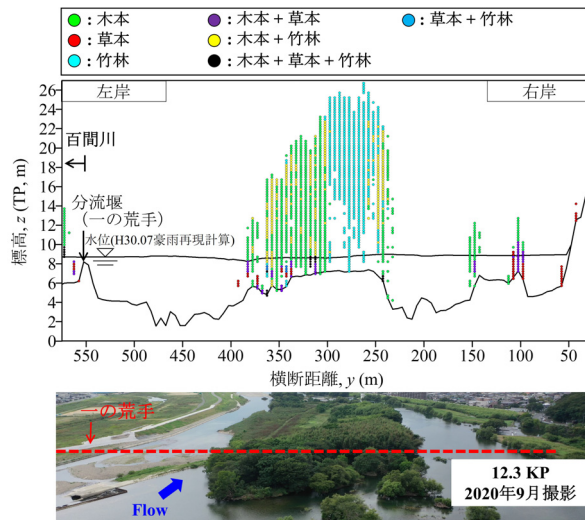 ：木本 ：木本＋草本 ：草本＋竹林
：草本 ：木本＋竹林
：竹林 ：木本＋草本＋竹林
左岸 右岸
百間川
分流堰
(一の荒手)
水位(H30.07豪雨再現計算)
標高, z (TP, m)
26
24
22
20
18
16
14
12
10
8
6
4
2
0
550 500 450 400 350 300 250 200 150 100 50 0
横断距離, y (m)
一の荒手
Flow
12.3 KP
2020年9月撮影